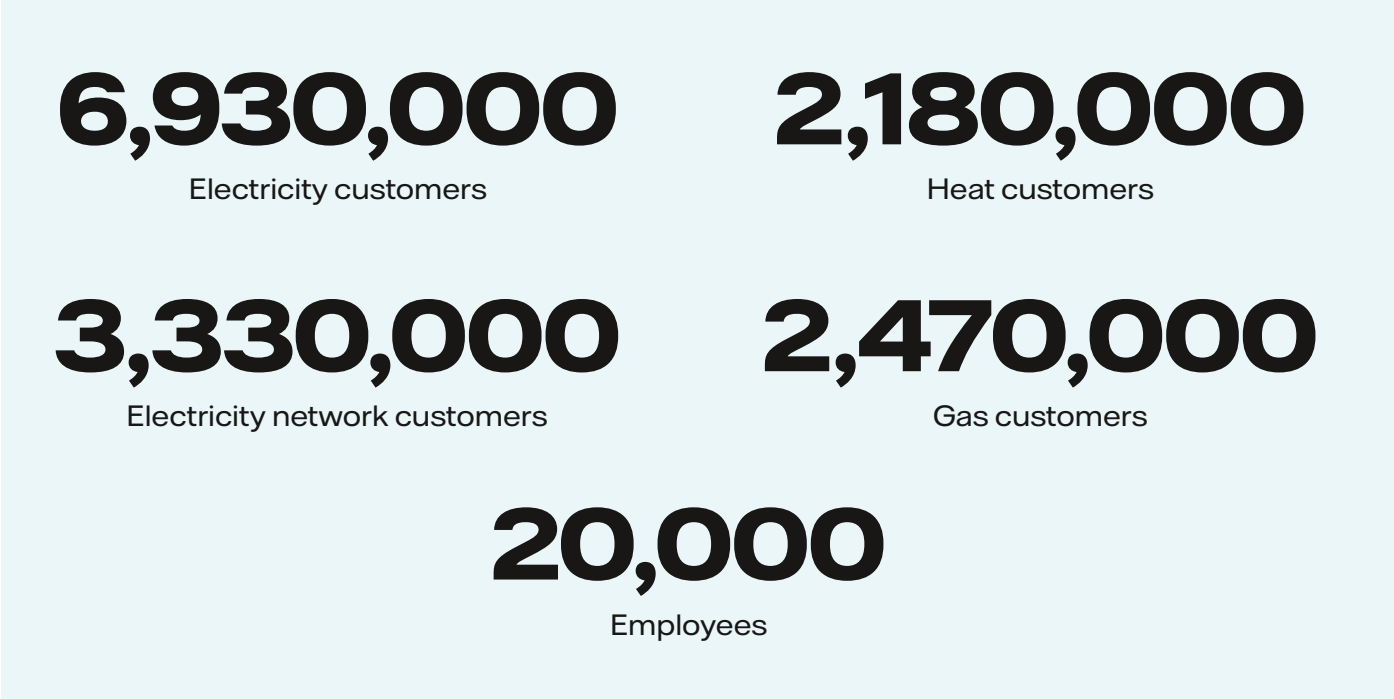 6,930,000
Electricity customers
2,180,000
Heat customers
3,330,000
Electricity network customers
2,470,000
Gas customers
20,000
Employees